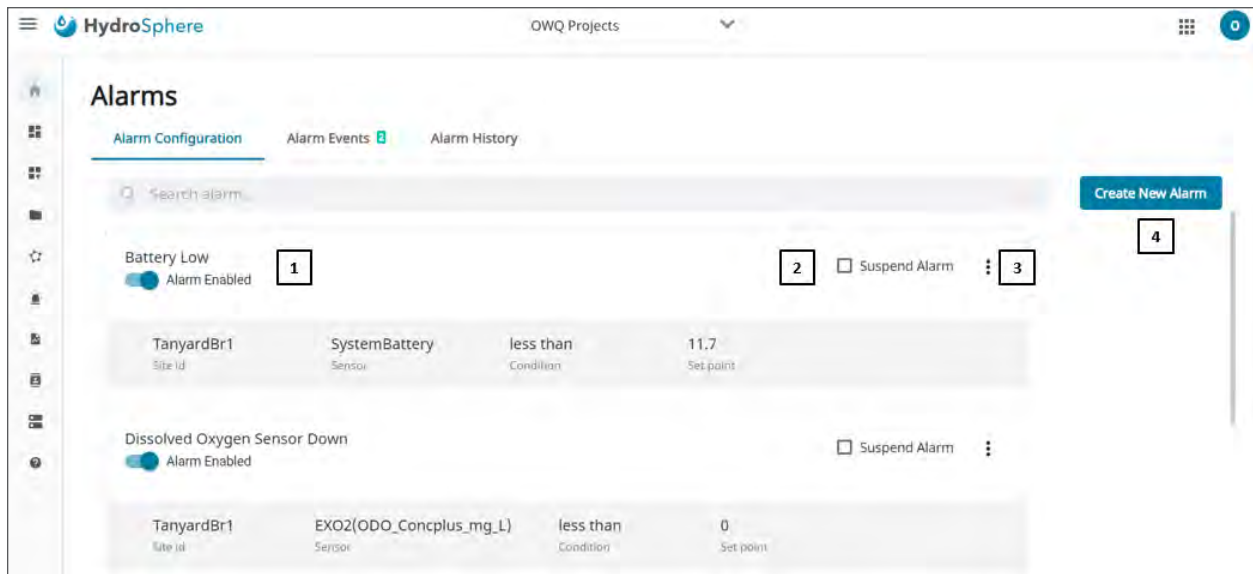 HydroSphere
OWQ Projects
O
Alarms
Alarm Configuration Alarm Events 2 Alarm History
Search alarm...
Create New Alarm
4
Battery Low
Alarm Enabled
1
2
Suspend Alarm
3
TanyardBr1 SystemBattery less than 11.7
Site id Sensor Condition Set point
Dissolved Oxygen Sensor Down
Alarm Enabled
Suspend Alarm
TanyardBr1 EXO2(ODO_Concplus_mg_L) less than 0
Site id Sensor Condition Set point